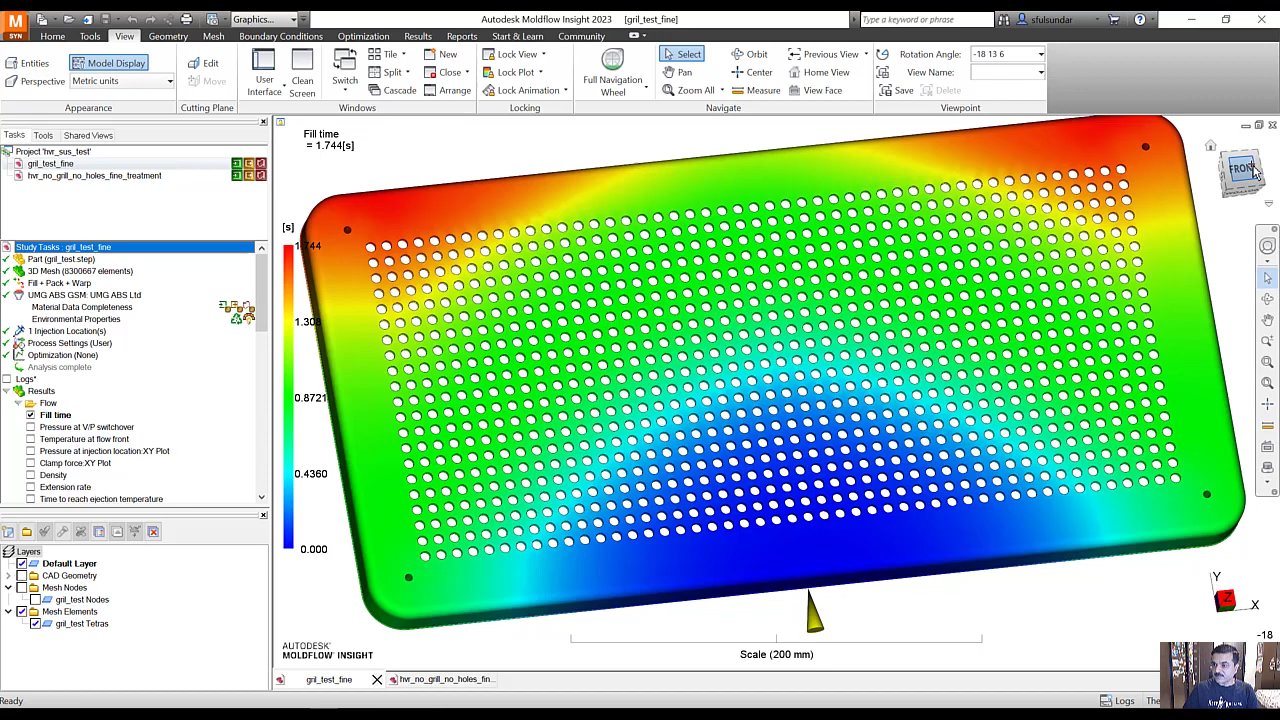 M
SYN
Graphics...
Autodesk Moldflow Insight 2023 [gril_test_fine]
Type a keyword or phrase
sfulsundar
Home Tools View Geometry Mesh Boundary Conditions Optimization Results Reports Start & Learn Community
Entities
Model Display
Perspective
Metric units
Appearance
Edit
Move
Cutting Plane
User Interface
Clean Screen
Switch
Tile
Split
Cascade
New
Close
Arrange
Windows
Lock View
Lock Plot
Lock Animation
Locking
Full Navigation Wheel
Select
Pan
Zoom All
Orbit
Center
Measure
Previous View
Home View
View Face
Navigate
Rotation Angle: -18 13 6
View Name:
Save
Delete
Viewpoint
Tasks Tools Shared Views
Project 'hvr_sus_test'
gril_test_fine
hvr_no_grill_no_holes_fine_treatment
Study Tasks : gril_test_fine
Part (gril_test.step)
3D Mesh (8300667 elements)
Fill + Pack + Warp
UMG ABS GSM: UMG ABS Ltd
Material Data Completeness
Environmental Properties
1 Injection Location(s)
Process Settings (User)
Optimization (None)
Analysis complete
Logs*
Results
Flow
Fill time
Pressure at V/P switchover
Temperature at flow front
Pressure at injection location:XY Plot
Clamp force:XY Plot
Density
Extension rate
Time to reach ejection temperature
Layers
Default Layer
CAD Geometry
Mesh Nodes
gril_test Nodes
Mesh Elements
gril_test Tetras
Fill time
= 1.744[s]
[s]
1.744
1.308
0.8721
0.4360
0.000
AUTODESK
MOLDFLOW INSIGHT
Scale (200 mm)
FRONT
Y
Z
X
-18
gril_test_fine
hvr_no_grill_no_holes_fin...
Ready
Logs